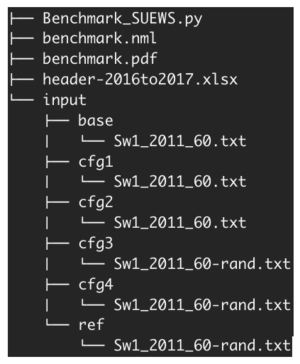 ├── Benchmark_SUEWS.py
├── benchmark.nml
├── benchmark.pdf
├── header-2016to2017.xlsx
└── input
    ├── base
    |   └── Sw1_2011_60.txt
    ├── cfg1
    |   └── Sw1_2011_60.txt
    ├── cfg2
    |   └── Sw1_2011_60.txt
    ├── cfg3
    |   └── Sw1_2011_60-rand.txt
    ├── cfg4
    |   └── Sw1_2011_60-rand.txt
    └── ref
        └── Sw1_2011_60-rand.txt